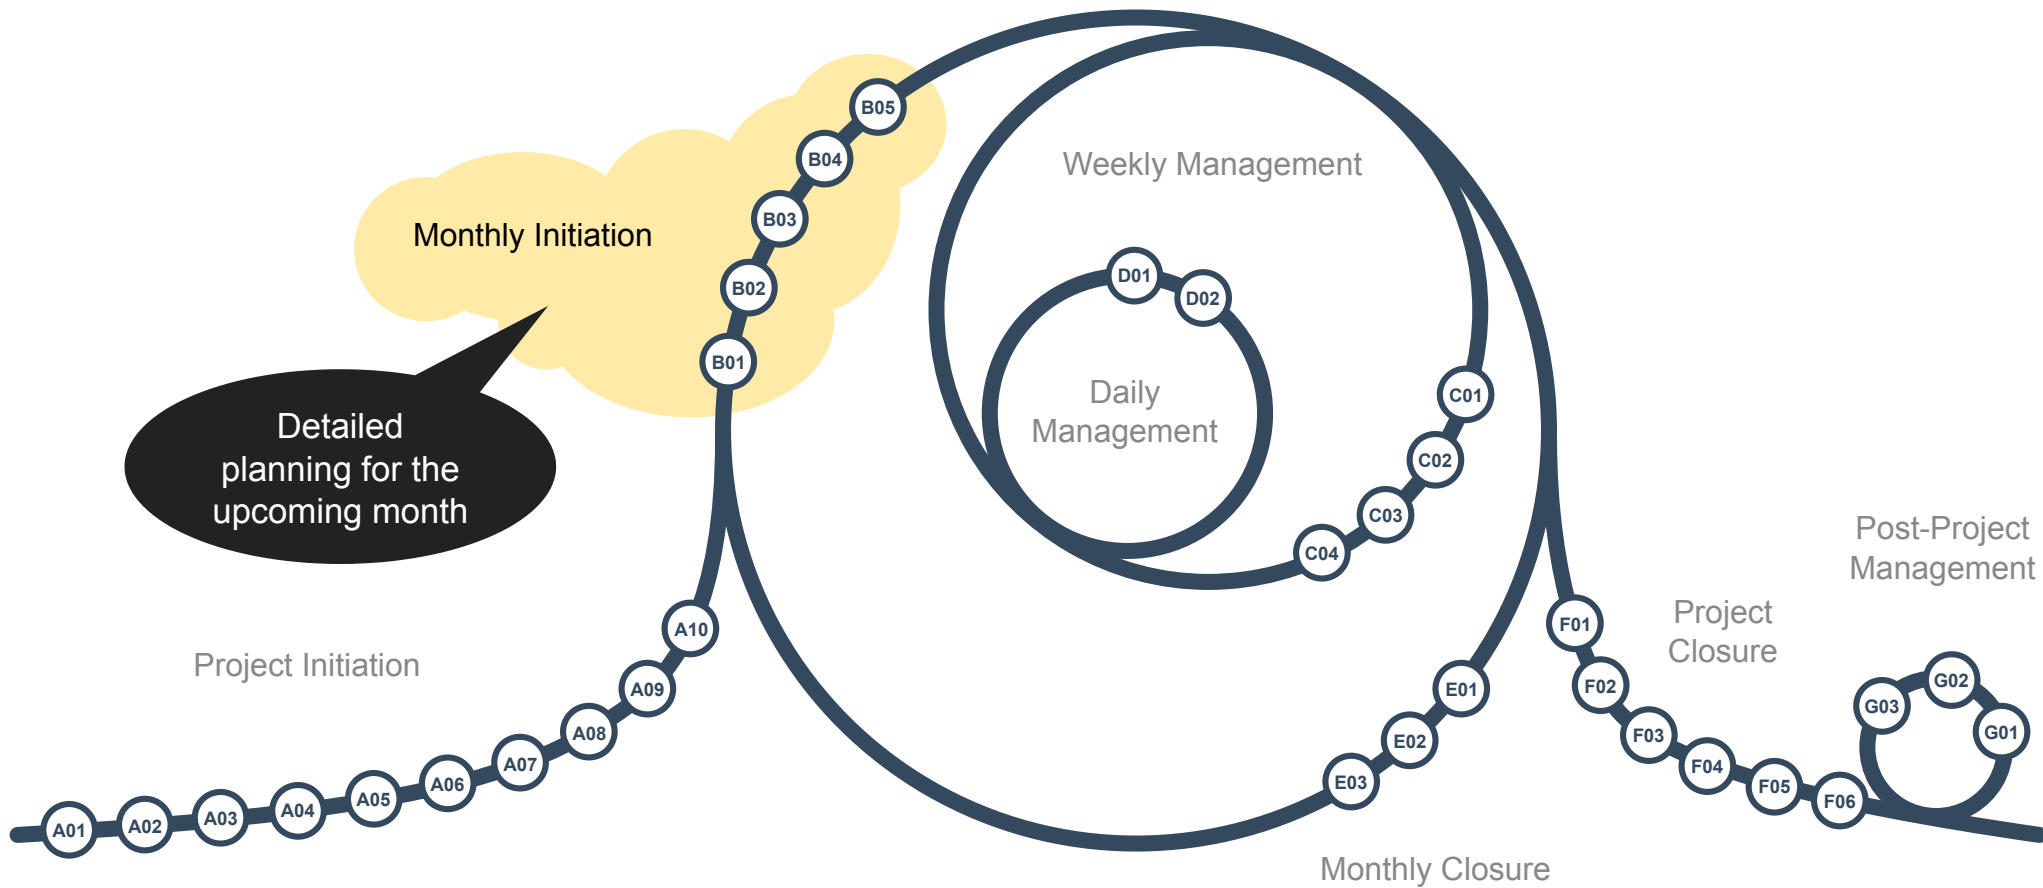 B05
B04
Weekly Management
B03
Monthly Initiation
D01
B02
D02
B01
Daily
Management
C01
Detailed
planning for the
upcoming month
C02
C03
C04
Post-Project
Management
Project
Closure
A10
F01
Project Initiation
A09
E01
F02
G02
G03
A08
E02
F03
G01
A07
F04
A06
E03
F05
A05
F06
A04
A03
A02
A01
Monthly Closure